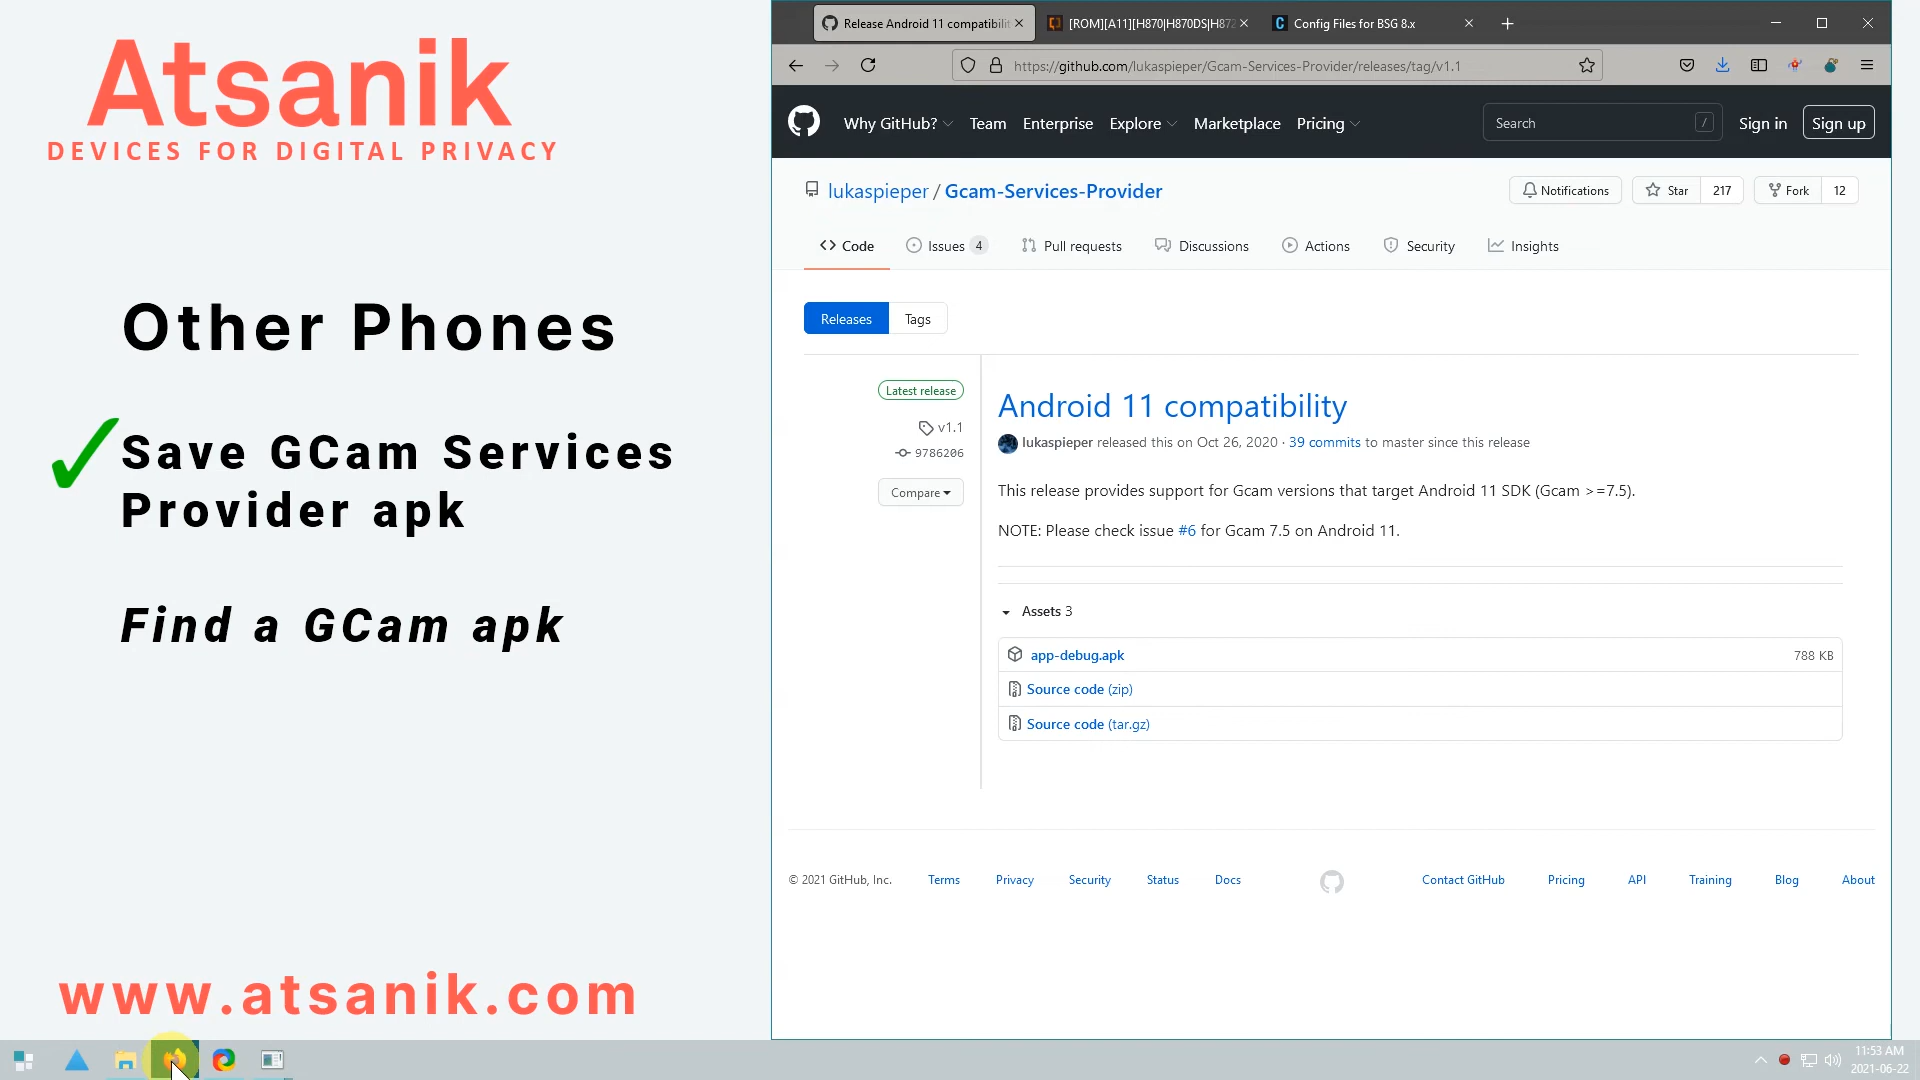 Atsanik
DEVICES FOR DIGITAL PRIVACY
Other Phones
✓ Save GCam Services
Provider apk
Find a GCam apk
www.atsanik.com
Release Android 11 compatibilit
[ROM][A11][H870|H870DS|H872
Config Files for BSG 8.x
https://github.com/lukaspieper/Gcam-Services-Provider/releases/tag/v1.1
Why GitHub? Team Enterprise Explore Marketplace Pricing Search / Sign in Sign up
lukaspieper / Gcam-Services-Provider
Notifications Star 217 Fork 12
Code Issues 4 Pull requests Discussions Actions Security Insights
Releases Tags
Latest release
v1.1
9786206
Compare
Android 11 compatibility
lukaspieper released this on Oct 26, 2020 · 39 commits to master since this release
This release provides support for Gcam versions that target Android 11 SDK (Gcam >=7.5).
NOTE: Please check issue #6 for Gcam 7.5 on Android 11.
Assets 3
app-debug.apk 788 KB
Source code (zip)
Source code (tar.gz)
© 2021 GitHub, Inc. Terms Privacy Security Status Docs Contact GitHub Pricing API Training Blog About
11:53 AM
2021-06-22